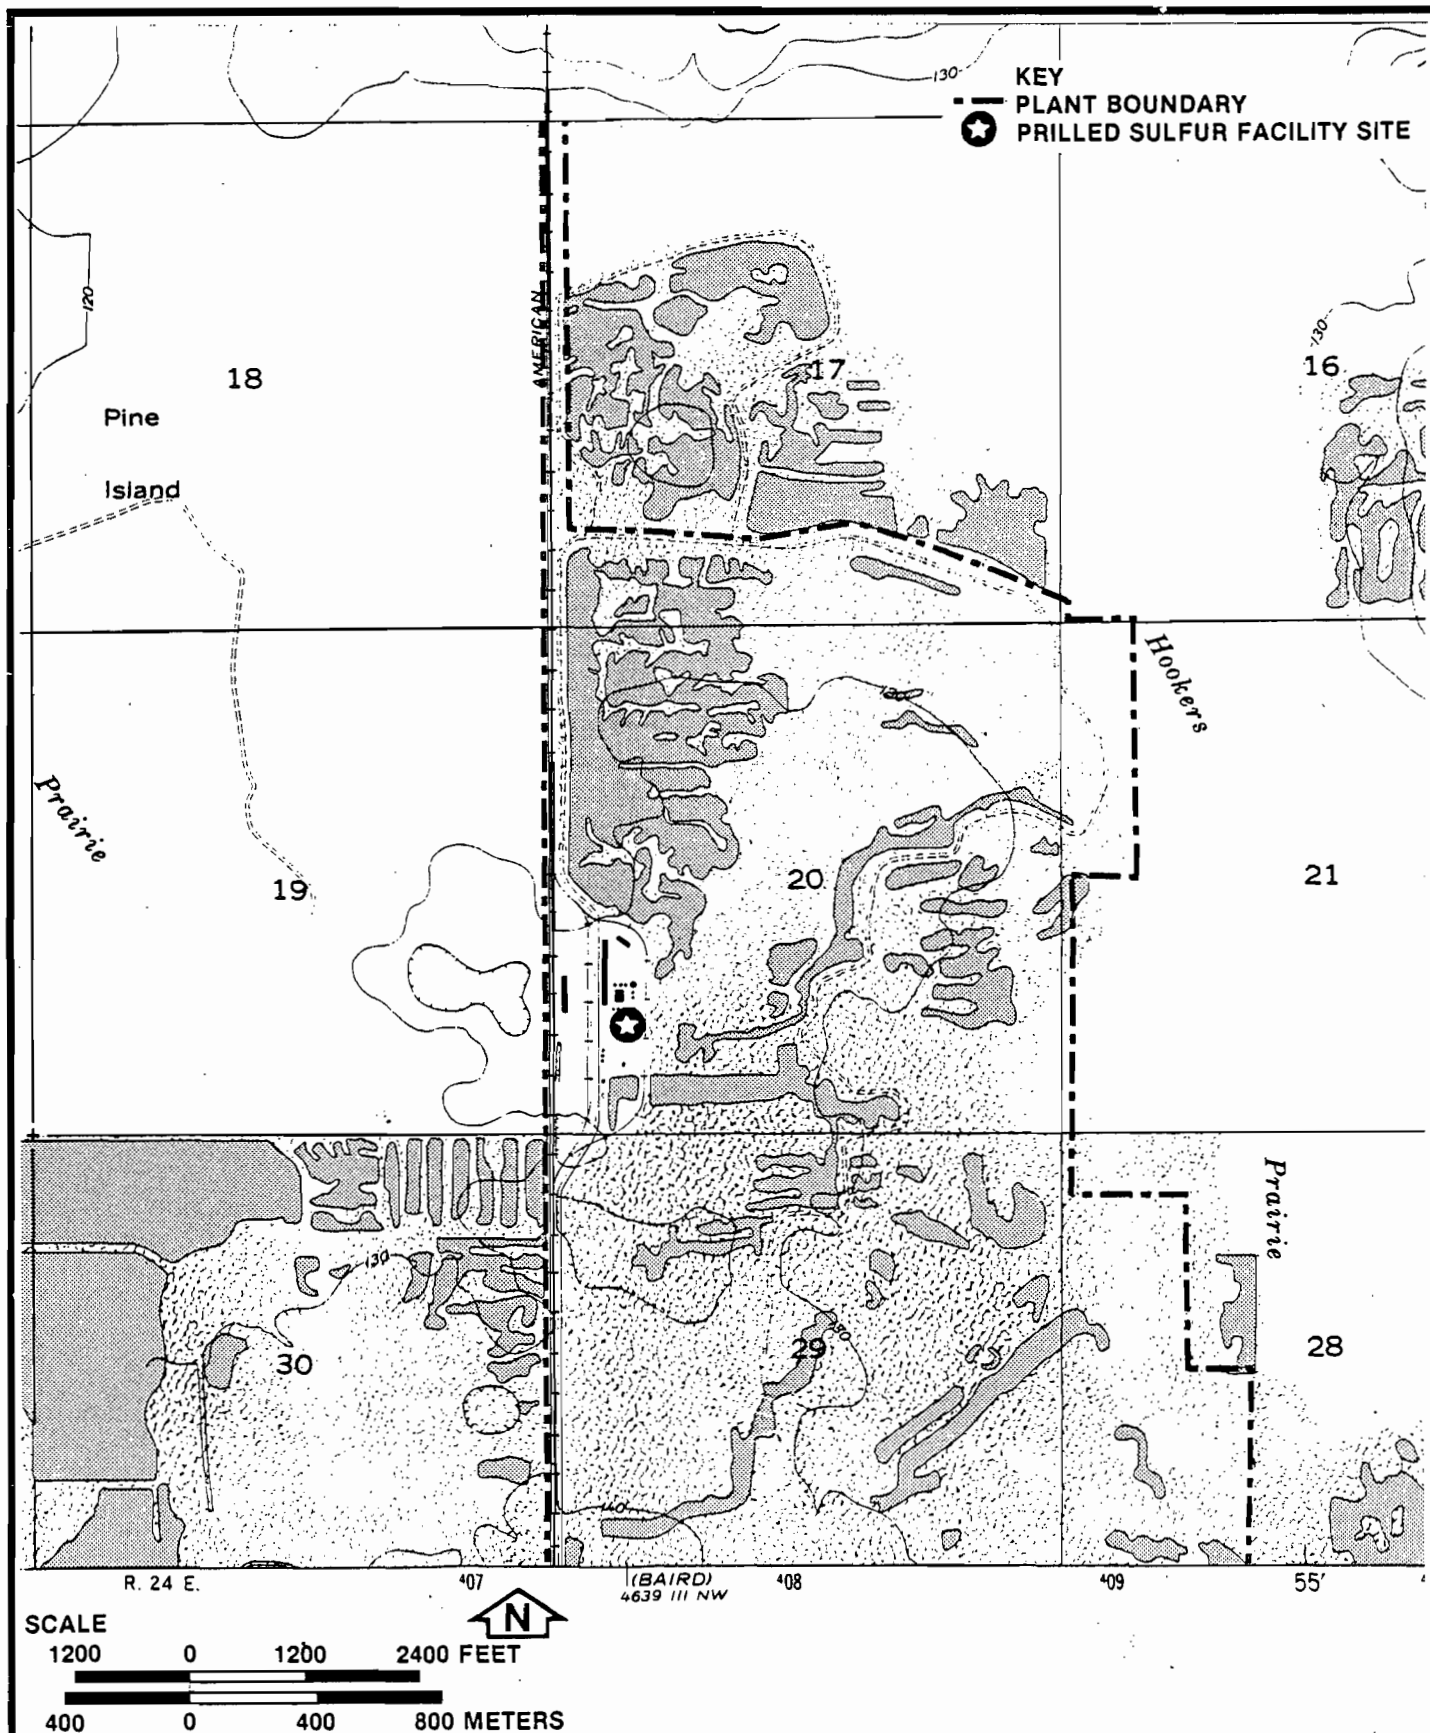 KEY
PLANT BOUNDARY
PRILLED SULFUR FACILITY SITE
130
120
AMERICAN
130
18
17
16
Pine
Island
Hookers
Prairie
19
20
21
Prairie
130
30
29
28
R. 24 E.
407
(BAIRD)
4639 III NW
408
409
55'
N
SCALE
1200 0 1200 2400 FEET
400 0 400 800 METERS